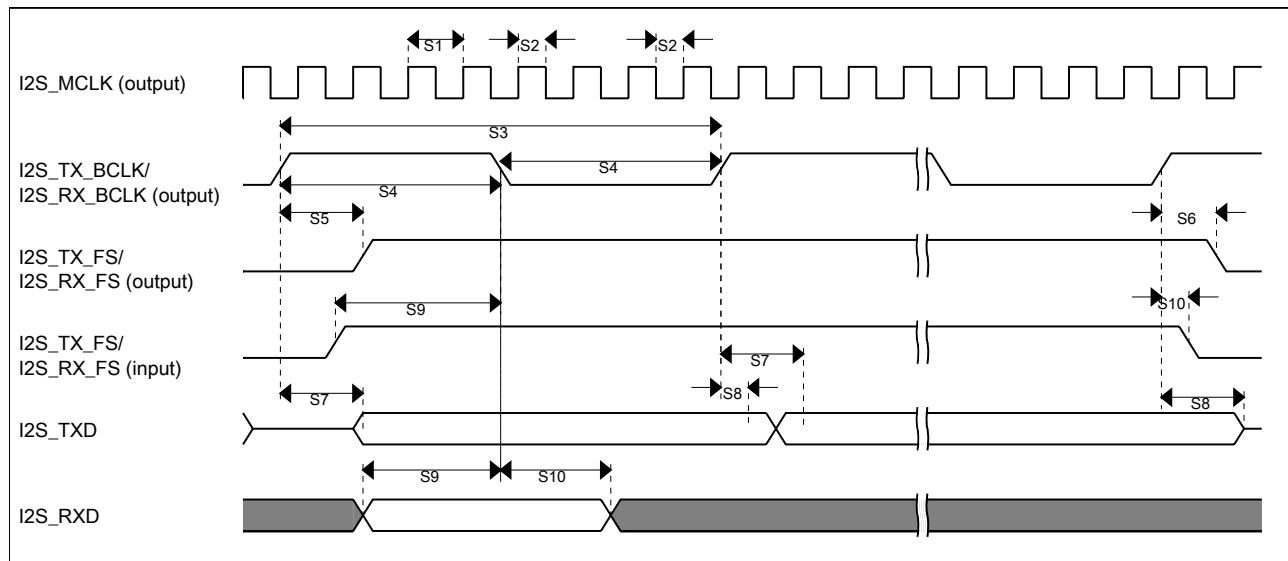 S1
S2
S2
I2S_MCLK (output)
S3
I2S_TX_BCLK/
I2S_RX_BCLK (output)
S4
S4
S5
S6
I2S_TX_FS/
I2S_RX_FS (output)
S9
S10
I2S_TX_FS/
I2S_RX_FS (input)
S7
S7
S8
S8
I2S_TXD
S9
S10
I2S_RXD